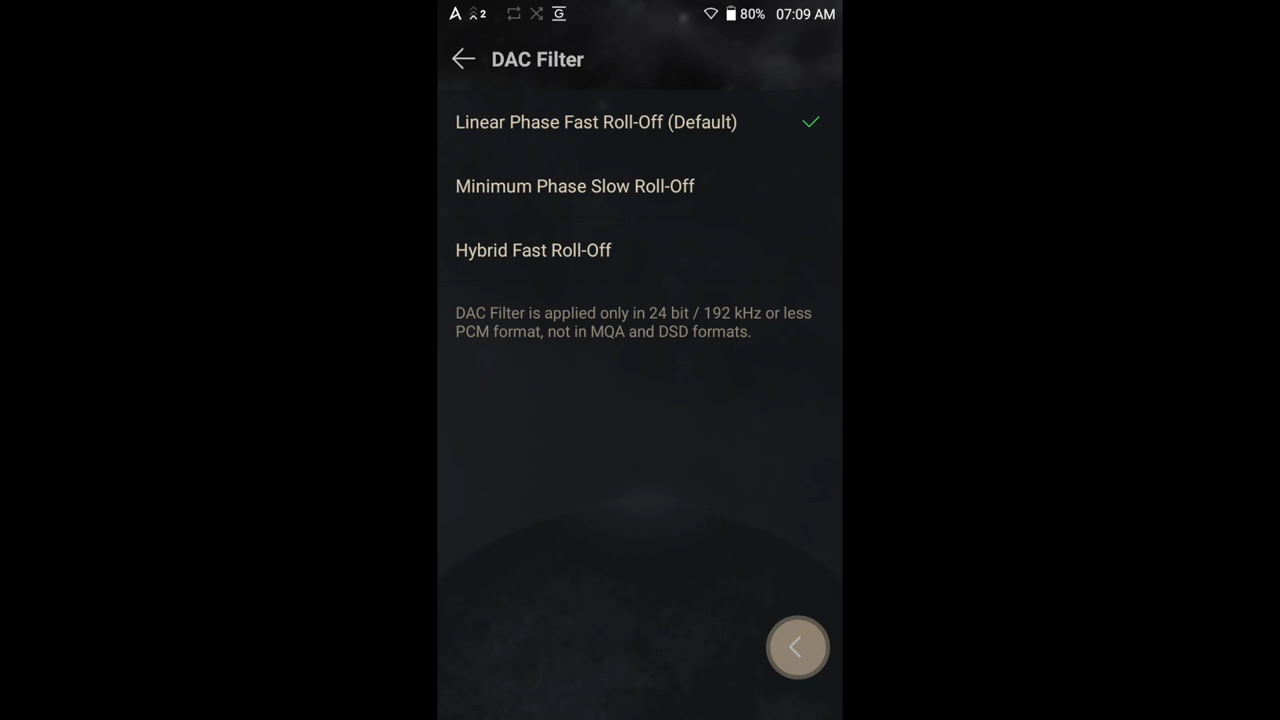 2 G 80% 07:09 AM
DAC Filter
Linear Phase Fast Roll-Off (Default)
Minimum Phase Slow Roll-Off
Hybrid Fast Roll-Off
DAC Filter is applied only in 24 bit / 192 kHz or less
PCM format, not in MQA and DSD formats.